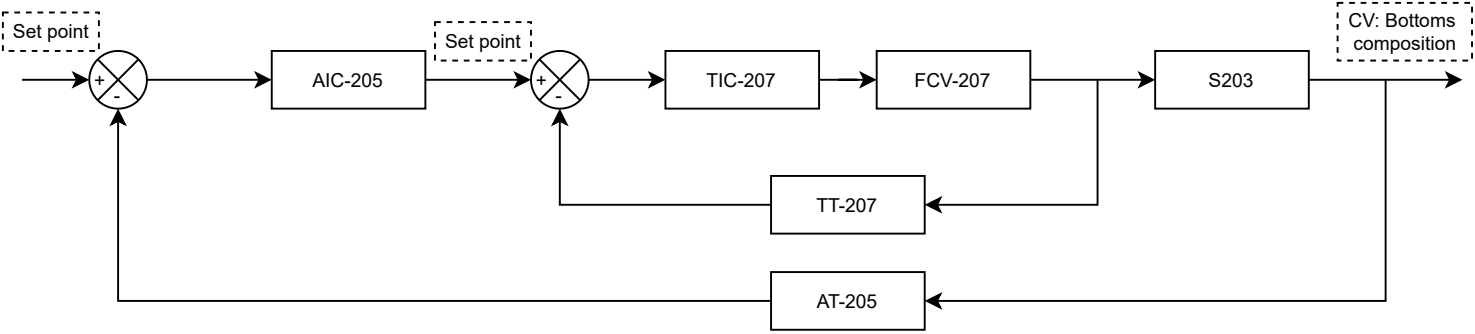 Set point
Set point
CV: Bottoms
composition
+
-
AIC-205
+
-
TIC-207
FCV-207
S203
TT-207
AT-205